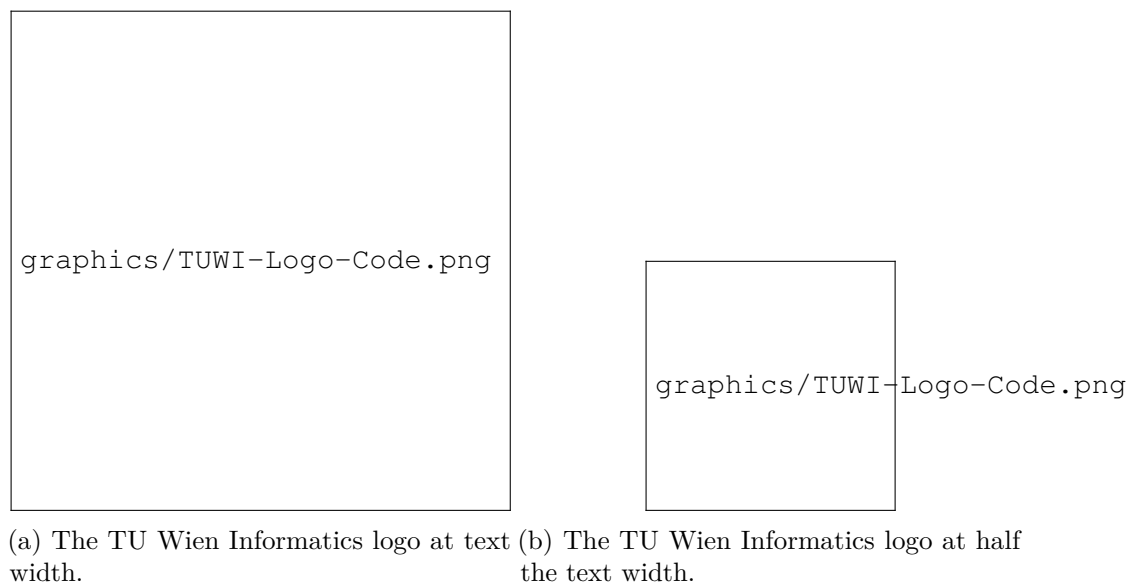 graphics/TUWI-Logo-Code.png
graphics/TUWI-Logo-Code.png
(a) The TU Wien Informatics logo at text
width.
(b) The TU Wien Informatics logo at half
the text width.